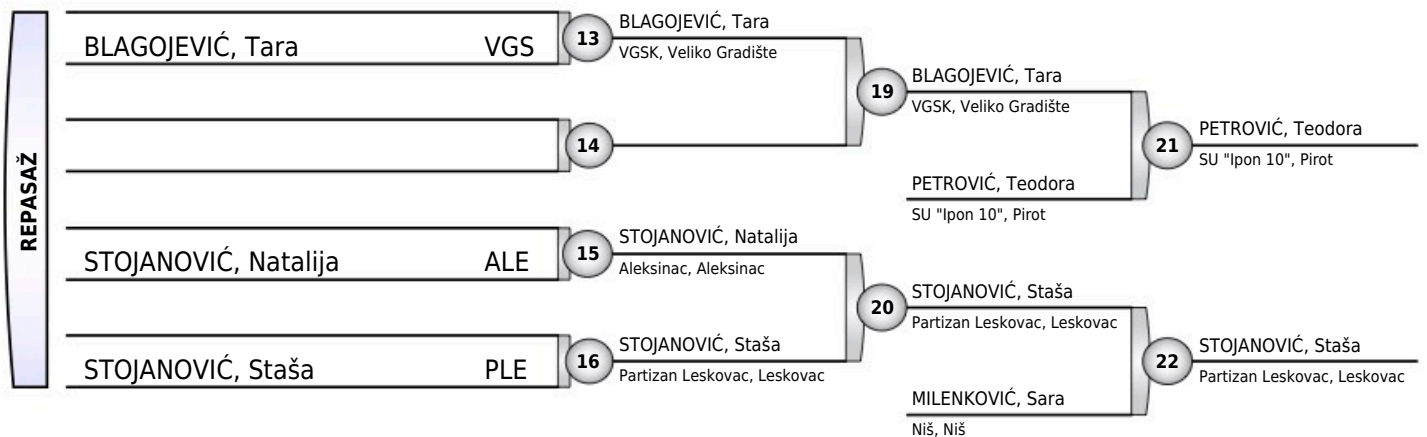 REPASAŽ
BLAGOJEVIĆ, Tara VGS
13
BLAGOJEVIĆ, Tara
VGSK, Veliko Gradište
14
19
BLAGOJEVIĆ, Tara
VGSK, Veliko Gradište
PETROVIĆ, Teodora
SU "Ipon 10", Pirot
21
PETROVIĆ, Teodora
SU "Ipon 10", Pirot
STOJANOVIĆ, Natalija ALE
15
STOJANOVIĆ, Natalija
Aleksinac, Aleksinac
STOJANOVIĆ, Staša PLE
16
STOJANOVIĆ, Staša
Partizan Leskovac, Leskovac
20
STOJANOVIĆ, Staša
Partizan Leskovac, Leskovac
MILENKOVIĆ, Sara
Niš, Niš
22
STOJANOVIĆ, Staša
Partizan Leskovac, Leskovac